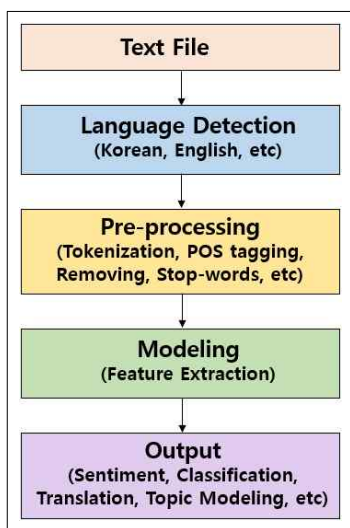 Text File
Language Detection
(Korean, English, etc)
Pre-processing
(Tokenization, POS tagging,
Removing, Stop-words, etc)
Modeling
(Feature Extraction)
Output
(Sentiment, Classification,
Translation, Topic Modeling, etc)